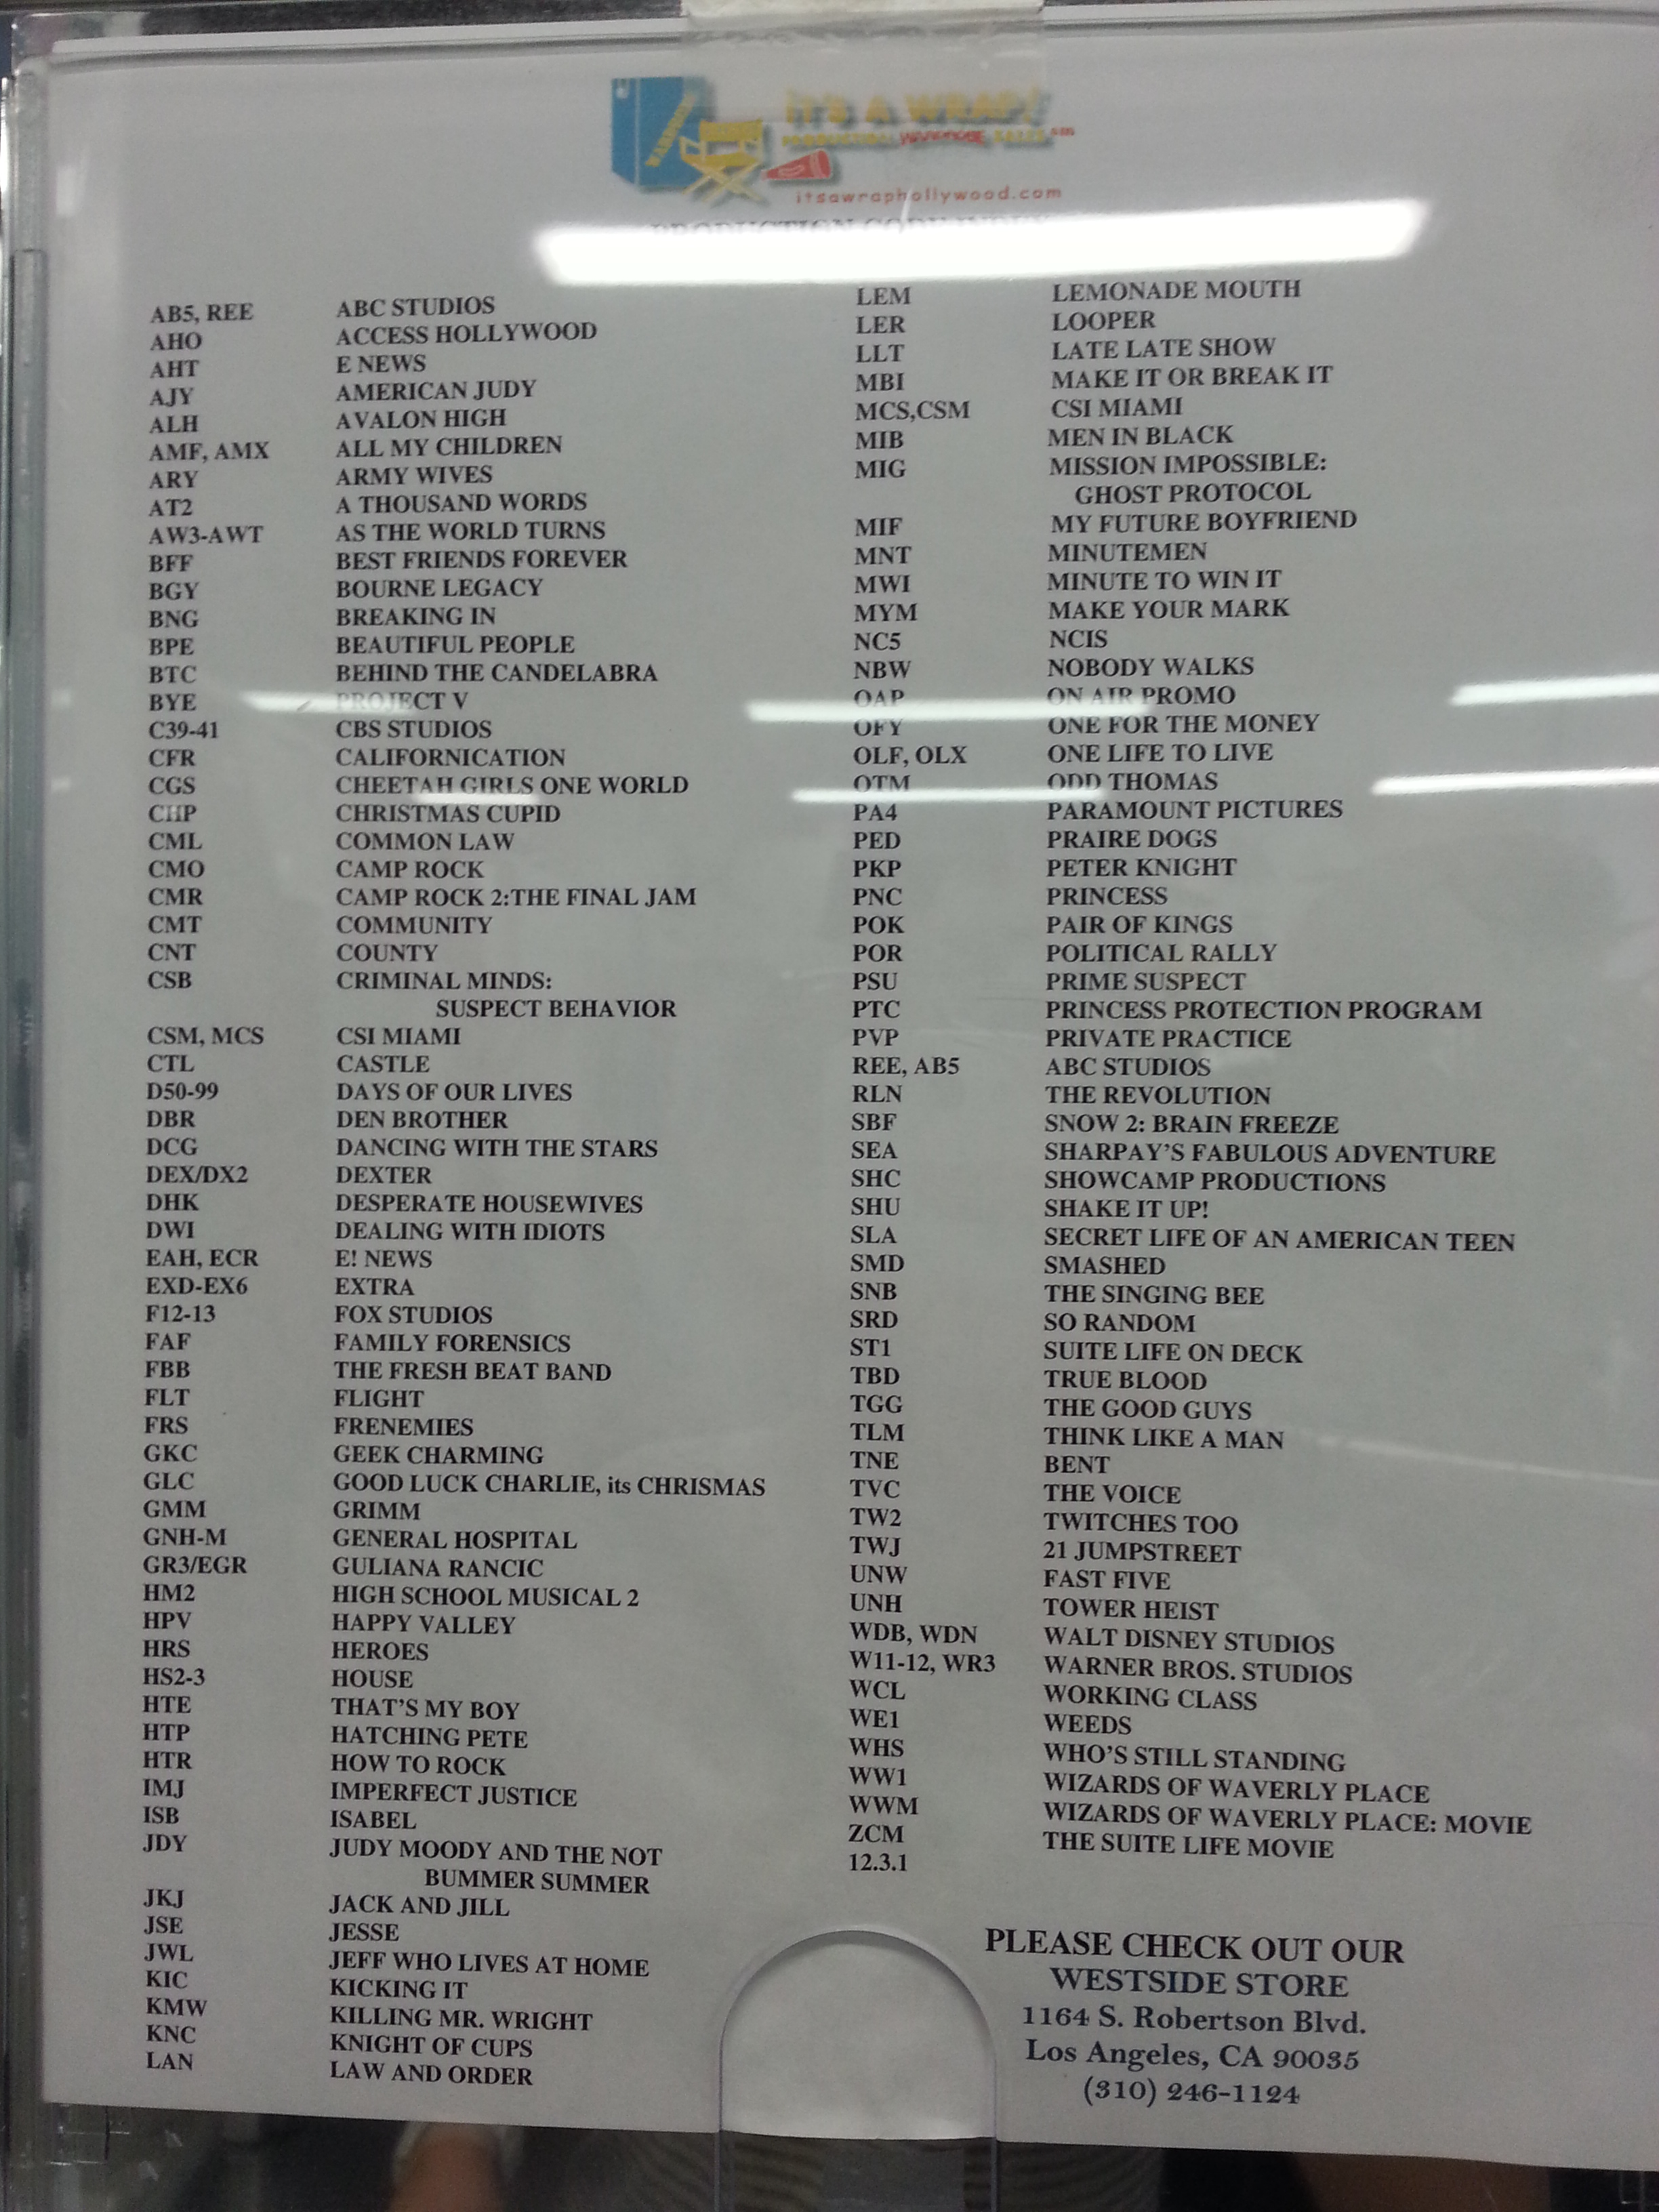 WARDROBE
IT'S A WRAP!
PRODUCTION WARDROBE SALES
itsawraphollywood.com
PRODUCTION CODE
AB5, REE ABC STUDIOS
AHO ACCESS HOLLYWOOD
AHT E NEWS
AJY AMERICAN JUDY
ALH AVALON HIGH
AMF, AMX ALL MY CHILDREN
ARY ARMY WIVES
AT2 A THOUSAND WORDS
AW3-AWT AS THE WORLD TURNS
BFF BEST FRIENDS FOREVER
BGY BOURNE LEGACY
BNG BREAKING IN
BPE BEAUTIFUL PEOPLE
BTC BEHIND THE CANDELABRA
BYE PROJECT V
C39-41 CBS STUDIOS
CFR CALIFORNICATION
CGS CHEETAH GIRLS ONE WORLD
CHP CHRISTMAS CUPID
CML COMMON LAW
CMO CAMP ROCK
CMR CAMP ROCK 2:THE FINAL JAM
CMT COMMUNITY
CNT COUNTY
CSB CRIMINAL MINDS:
SUSPECT BEHAVIOR
CSM, MCS CSI MIAMI
CTL CASTLE
D50-99 DAYS OF OUR LIVES
DBR DEN BROTHER
DCG DANCING WITH THE STARS
DEX/DX2 DEXTER
DHK DESPERATE HOUSEWIVES
DWI DEALING WITH IDIOTS
EAH, ECR E! NEWS
EXD-EX6 EXTRA
F12-13 FOX STUDIOS
FAF FAMILY FORENSICS
FBB THE FRESH BEAT BAND
FLT FLIGHT
FRS FRENEMIES
GKC GEEK CHARMING
GLC GOOD LUCK CHARLIE, its CHRISMAS
GMM GRIMM
GNH-M GENERAL HOSPITAL
GR3/EGR GULIANA RANCIC
HM2 HIGH SCHOOL MUSICAL 2
HPV HAPPY VALLEY
HRS HEROES
HS2-3 HOUSE
HTE THAT'S MY BOY
HTP HATCHING PETE
HTR HOW TO ROCK
IMJ IMPERFECT JUSTICE
ISB ISABEL
JDY JUDY MOODY AND THE NOT
BUMMER SUMMER
JKJ JACK AND JILL
JSE JESSE
JWL JEFF WHO LIVES AT HOME
KIC KICKING IT
KMW KILLING MR. WRIGHT
KNC KNIGHT OF CUPS
LAN LAW AND ORDER
LEM LEMONADE MOUTH
LER LOOPER
LLT LATE LATE SHOW
MBI MAKE IT OR BREAK IT
MCS,CSM CSI MIAMI
MIB MEN IN BLACK
MIG MISSION IMPOSSIBLE:
GHOST PROTOCOL
MIF MY FUTURE BOYFRIEND
MNT MINUTEMEN
MWI MINUTE TO WIN IT
MYM MAKE YOUR MARK
NC5 NCIS
NBW NOBODY WALKS
OAP ON AIR PROMO
OFY ONE FOR THE MONEY
OLF, OLX ONE LIFE TO LIVE
OTM ODD THOMAS
PA4 PARAMOUNT PICTURES
PED PRAIRE DOGS
PKP PETER KNIGHT
PNC PRINCESS
POK PAIR OF KINGS
POR POLITICAL RALLY
PSU PRIME SUSPECT
PTC PRINCESS PROTECTION PROGRAM
PVP PRIVATE PRACTICE
REE, AB5 ABC STUDIOS
RLN THE REVOLUTION
SBF SNOW 2: BRAIN FREEZE
SEA SHARPAY'S FABULOUS ADVENTURE
SHC SHOWCAMP PRODUCTIONS
SHU SHAKE IT UP!
SLA SECRET LIFE OF AN AMERICAN TEEN
SMD SMASHED
SNB THE SINGING BEE
SRD SO RANDOM
ST1 SUITE LIFE ON DECK
TBD TRUE BLOOD
TGG THE GOOD GUYS
TLM THINK LIKE A MAN
TNE BENT
TVC THE VOICE
TW2 TWITCHES TOO
TWJ 21 JUMPSTREET
UNW FAST FIVE
UNH TOWER HEIST
WDB, WDN WALT DISNEY STUDIOS
W11-12, WR3 WARNER BROS. STUDIOS
WCL WORKING CLASS
WE1 WEEDS
WHS WHO'S STILL STANDING
WW1 WIZARDS OF WAVERLY PLACE
WWM WIZARDS OF WAVERLY PLACE: MOVIE
ZCM THE SUITE LIFE MOVIE
12.3.1
PLEASE CHECK OUT OUR
WESTSIDE STORE
1164 S. Robertson Blvd.
Los Angeles, CA 90035
(310) 246-1124